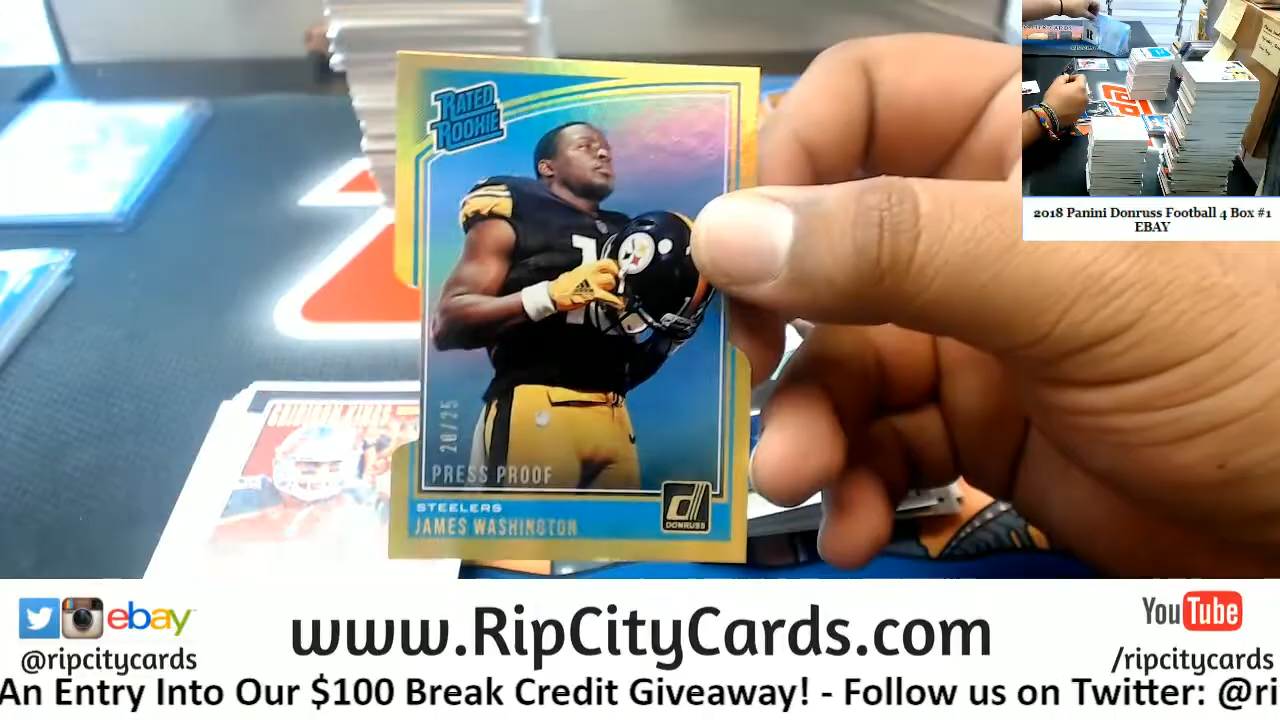 RATED
ROOKIE
20/25
PRESS PROOF
STEELERS
JAMES WASHINGTON
DONRUSS
GRIDIRON KINGS
2018 Panini Donruss Football 4 Box #1
EBAY
ebay
@ripcitycards
www.RipCityCards.com
YouTube
/ripcitycards
An Entry Into Our $100 Break Credit Giveaway! - Follow us on Twitter: @ri